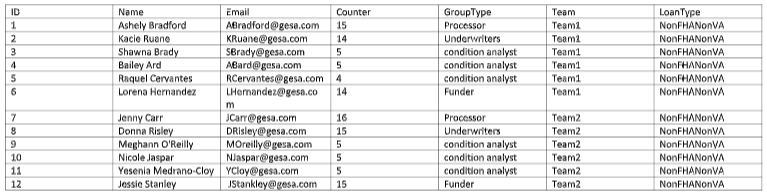 ID Name Email Counter GroupType Team LoanType
1 Ashely Bradford ABradford@gesa.com 15 Processor Team1 NonFHANonVA
2 Kacie Ruane KRuane@gesa.com 14 Underwriters Team1 NonFHANonVA
3 Shawna Brady SBrady@gesa.com 5 condition analyst Team1 NonFHANonVA
4 Bailey Ard ABard@gesa.com 5 condition analyst Team1 NonFHANonVA
5 Raquel Cervantes RCervantes@gesa.com 4 condition analyst Team1 NonFHANonVA
6 Lorena Hernandez LHernandez@gesa.co 14 Funder Team1 NonFHANonVA
m
7 Jenny Carr JCarr@gesa.com 16 Processor Team2 NonFHANonVA
8 Donna Risley DRisley@gesa.com 15 Underwriters Team2 NonFHANonVA
9 Meghann O'Reilly MOreilly@gesa.com 5 condition analyst Team2 NonFHANonVA
10 Nicole Jaspar NJaspar@gesa.com 5 condition analyst Team2 NonFHANonVA
11 Yesenia Medrano-Cloy YCloy@gesa.com 5 condition analyst Team2 NonFHANonVA
12 Jessie Stanley JStankley@gesa.com 15 Funder Team2 NonFHANonVA